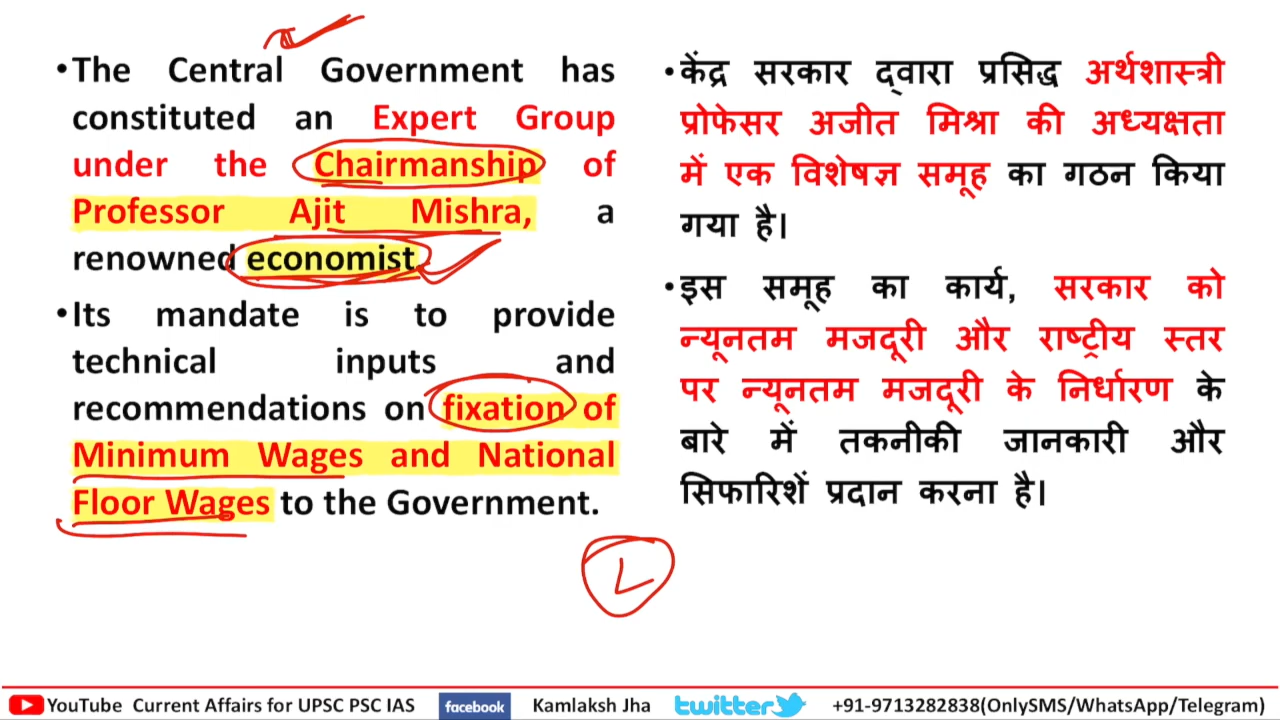 •The Central Government has
constituted an Expert Group
under the Chairmanship of
Professor Ajit Mishra, a
renowned economist.
•Its mandate is to provide
technical inputs and
recommendations on fixation of
Minimum Wages and National
Floor Wages to the Government.
•केंद्र सरकार द्वारा प्रसिद्ध अर्थशास्त्री
प्रोफेसर अजीत मिश्रा की अध्यक्षता
में एक विशेषज्ञ समूह का गठन किया
गया है।
•इस समूह का कार्य, सरकार को
न्यूनतम मजदूरी और राष्ट्रीय स्तर
पर न्यूनतम मजदूरी के निर्धारण के
बारे में तकनीकी जानकारी और
सिफारिशें प्रदान करना है।
L
YouTube Current Affairs for UPSC PSC IAS facebook Kamlaksh Jha twitter +91-9713282838(OnlySMS/WhatsApp/Telegram)